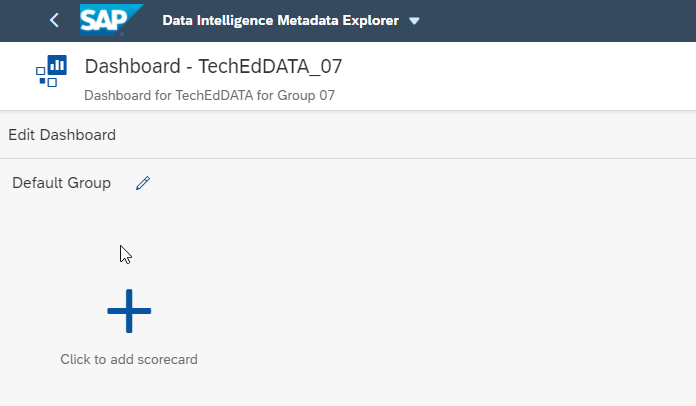 SAP Data Intelligence Metadata Explorer
Dashboard - TechEdDATA_07
Dashboard for TechEdDATA for Group 07
Edit Dashboard
Default Group
Click to add scorecard